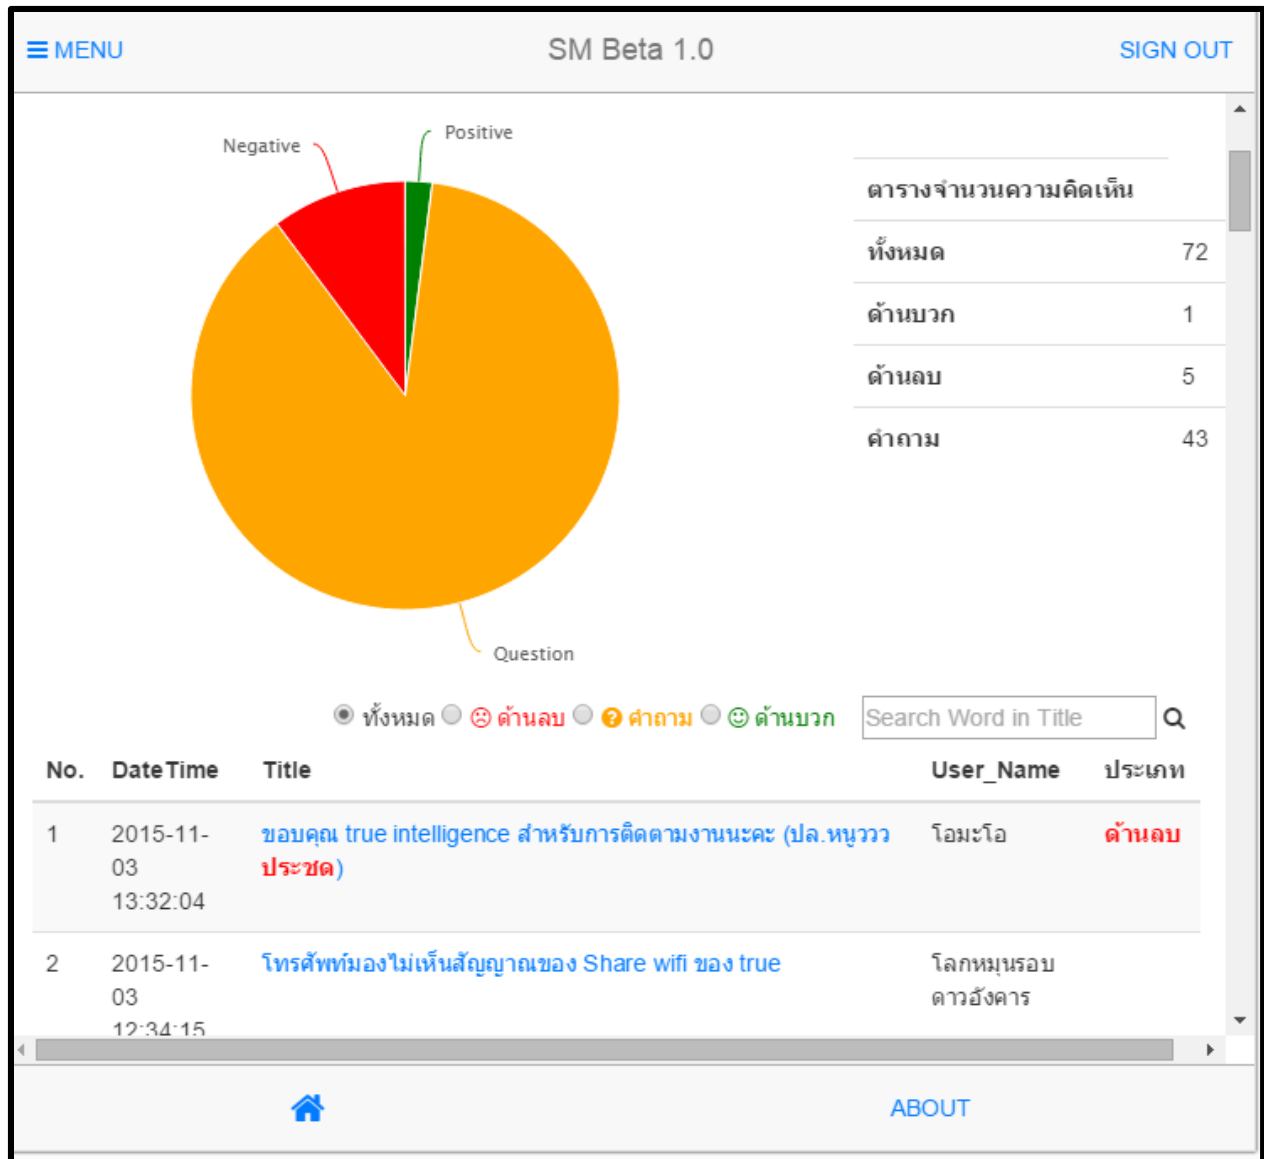 MENU
SM Beta 1.0
SIGN OUT
Negative
Positive
Question
ตารางจำนวนความคิดเห็น
ทั้งหมด 72
ด้านบวก 1
ด้านลบ 5
คำถาม 43
ทั้งหมด ด้านลบ คำถาม ด้านบวก Search Word in Title
No. DateTime Title User_Name ประเภท
1 2015-11- ขอบคุณ true intelligence สำหรับการติดตามงานนะคะ (ปล.หนูววว โอมะโอ ด้านลบ
03 ประชด)
13:32:04
2 2015-11- โทรศัพท์มองไม่เห็นสัญญาณของ Share wifi ของ true โลกหมุนรอบ
03 ดาวอังคาร
12:34:15
ABOUT